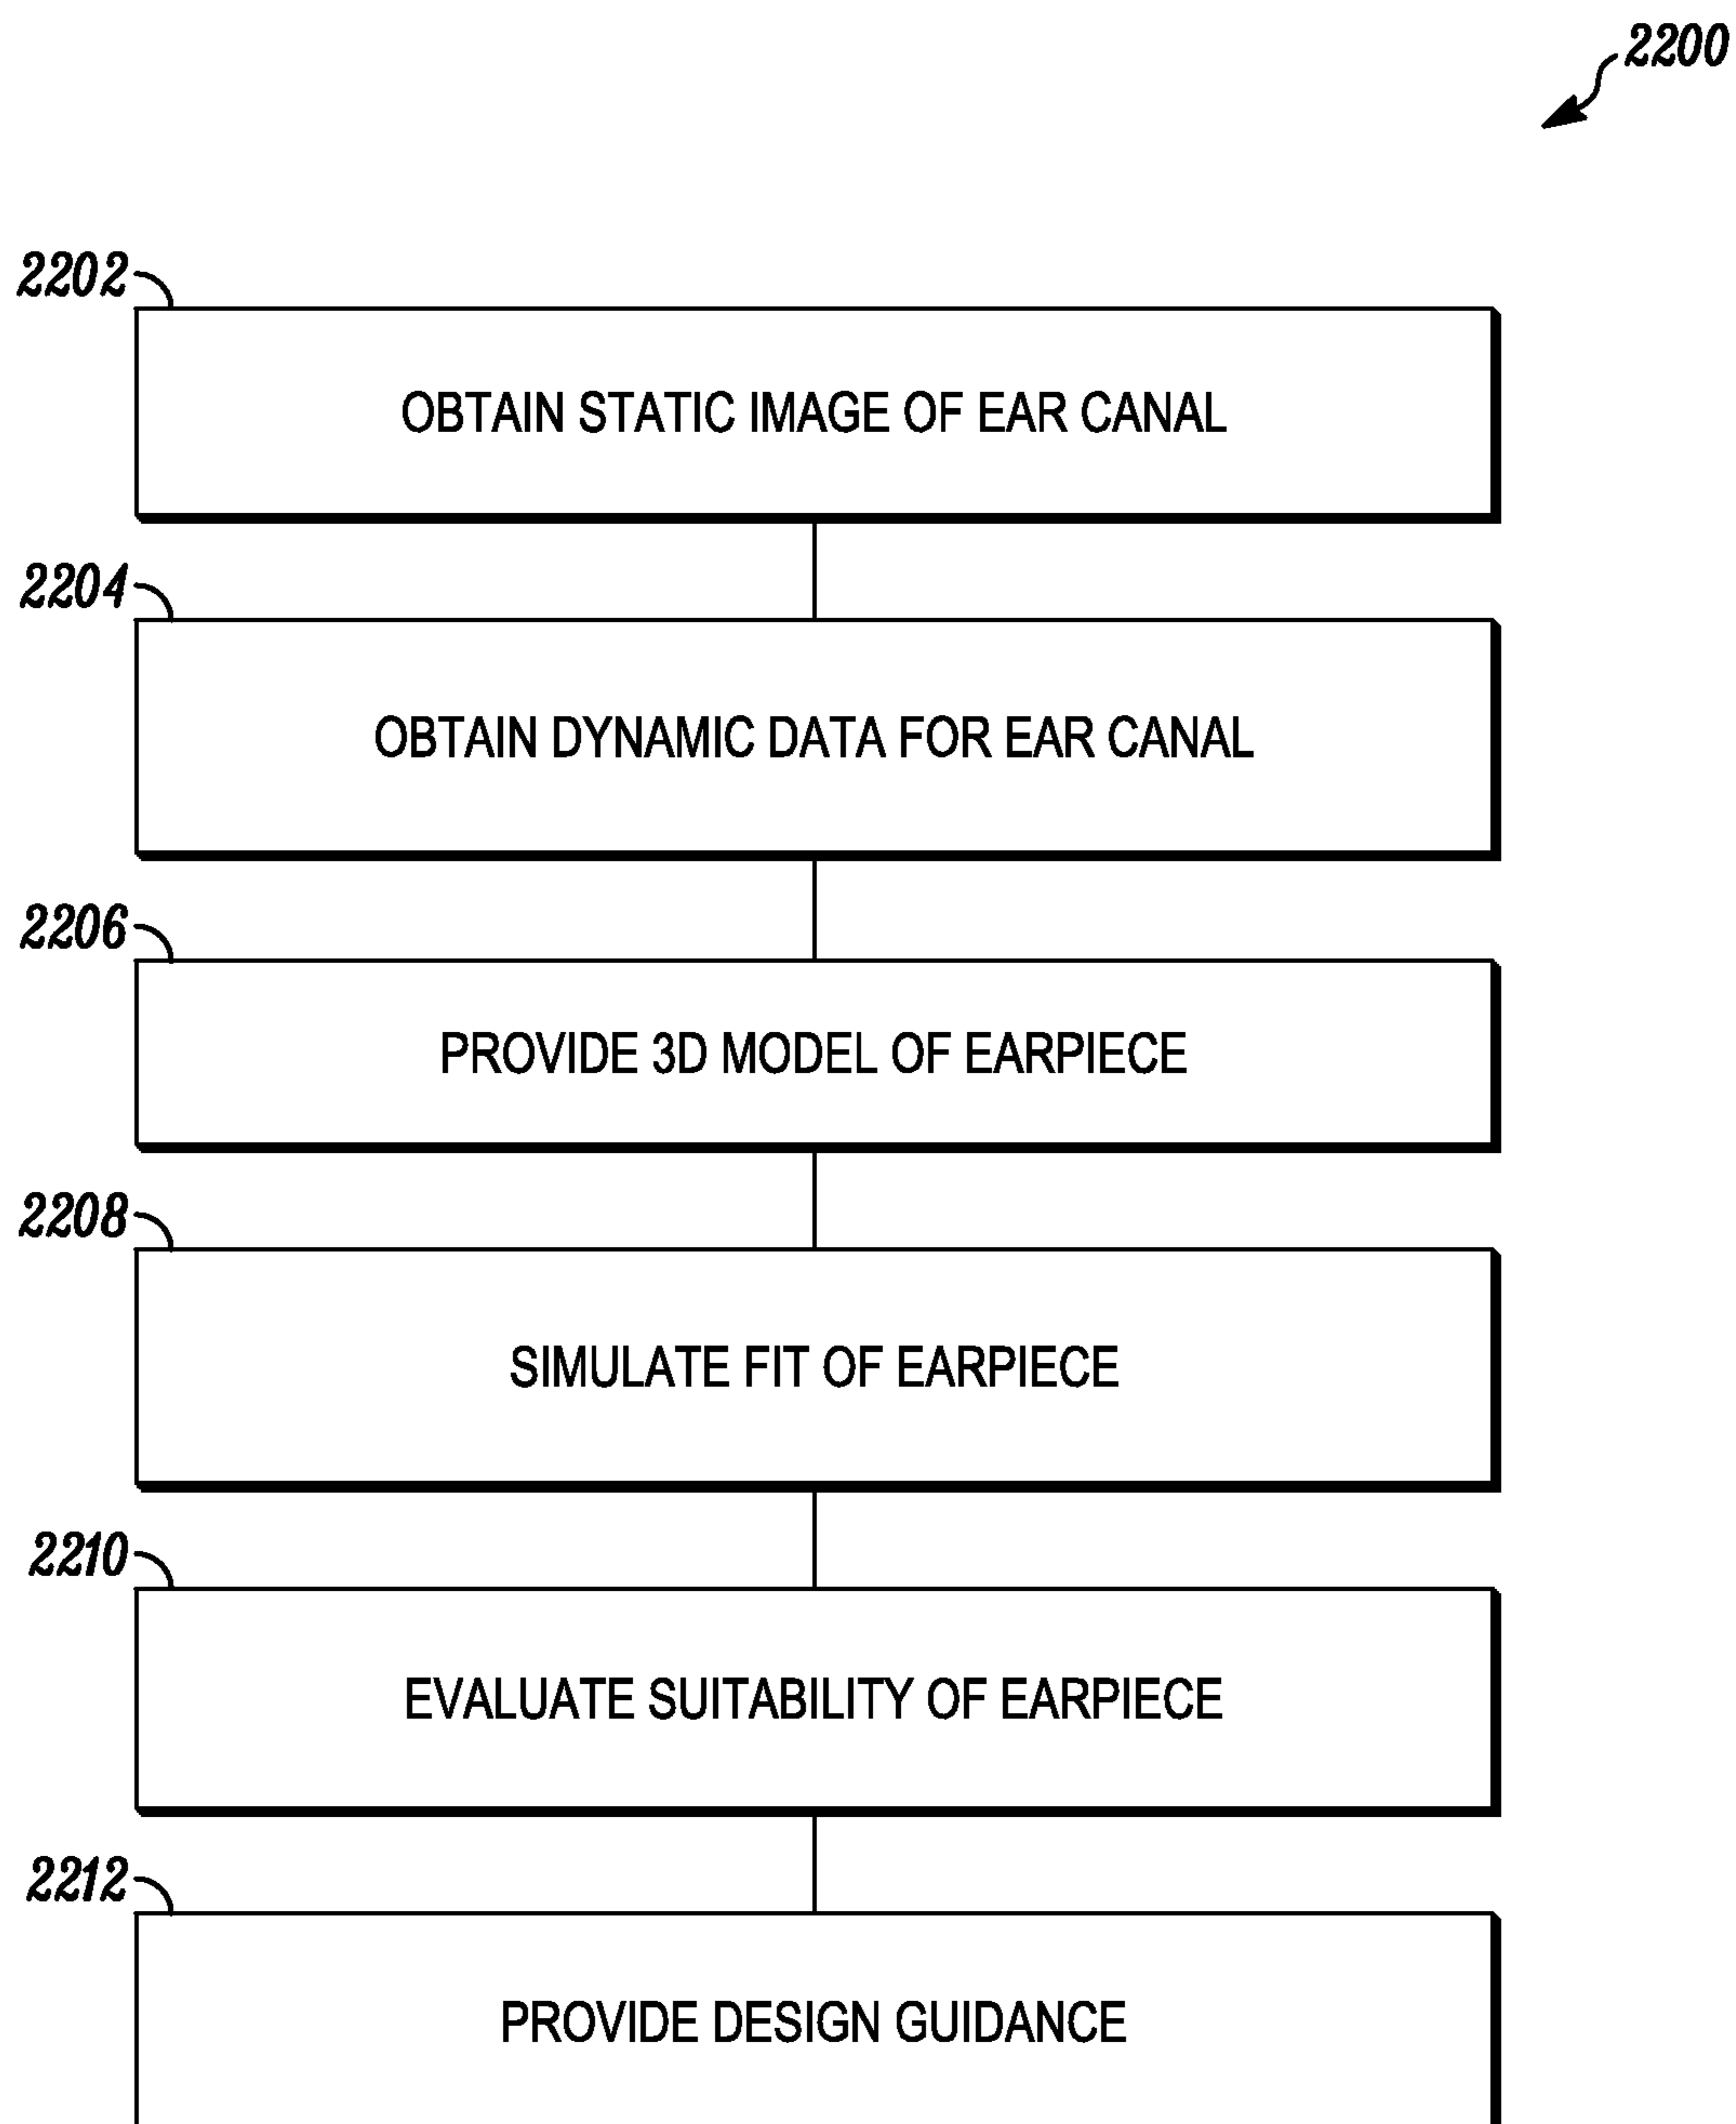 2200
2202
OBTAIN STATIC IMAGE OF EAR CANAL
2204
OBTAIN DYNAMIC DATA FOR EAR CANAL
2206
PROVIDE 3D MODEL OF EARPIECE
2208
SIMULATE FIT OF EARPIECE
2210
EVALUATE SUITABILITY OF EARPIECE
2212
PROVIDE DESIGN GUIDANCE